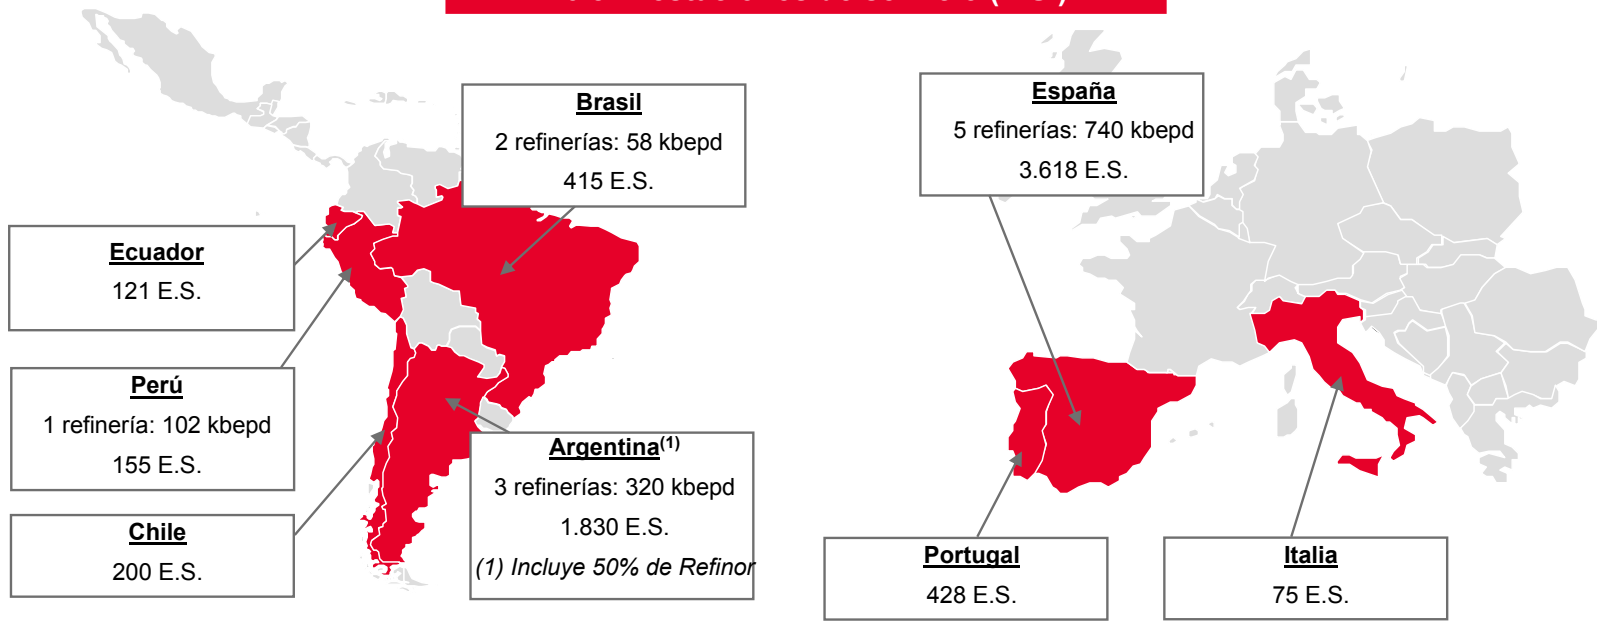 Brasil
2 refinerías: 58 kbepd
415 E.S.
Ecuador
121 E.S.
Perú
1 refinería: 102 kbepd
155 E.S.
Chile
200 E.S.
Argentina(1)
3 refinerías: 320 kbepd
1.830 E.S.
(1) Incluye 50% de Refinor
España
5 refinerías: 740 kbepd
3.618 E.S.
Portugal
428 E.S.
Italia
75 E.S.